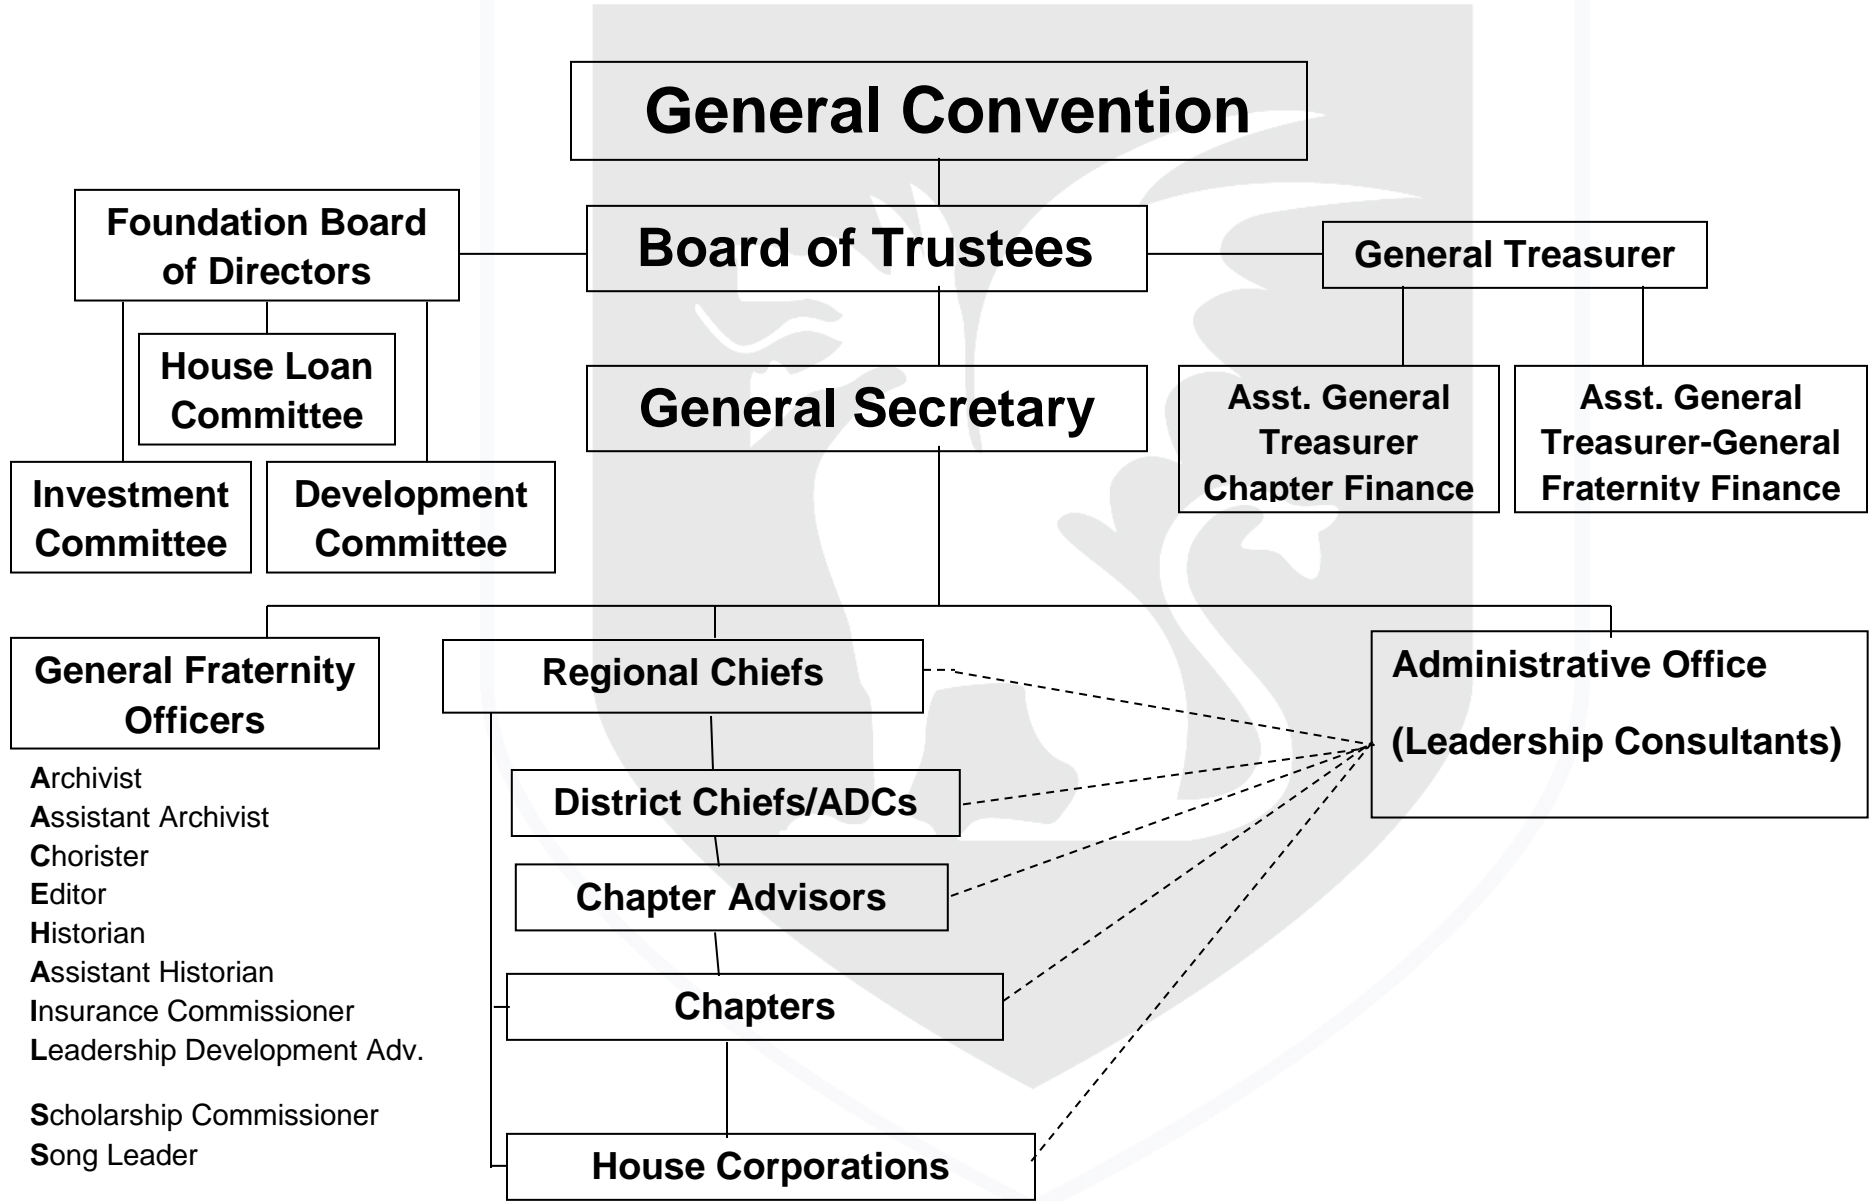 General Convention
Foundation Board
of Directors
Board of Trustees
General Treasurer
House Loan
Committee
General Secretary
Asst. General
Treasurer
Chapter Finance
Asst. General
Treasurer-General
Fraternity Finance
Investment
Committee
Development
Committee
General Fraternity
Officers
Regional Chiefs
Administrative Office
(Leadership Consultants)
Archivist
Assistant Archivist
Chorister
Editor
Historian
Assistant Historian
Insurance Commissioner
Leadership Development Adv.
Scholarship Commissioner
Song Leader
District Chiefs/ADCs
Chapter Advisors
Chapters
House Corporations